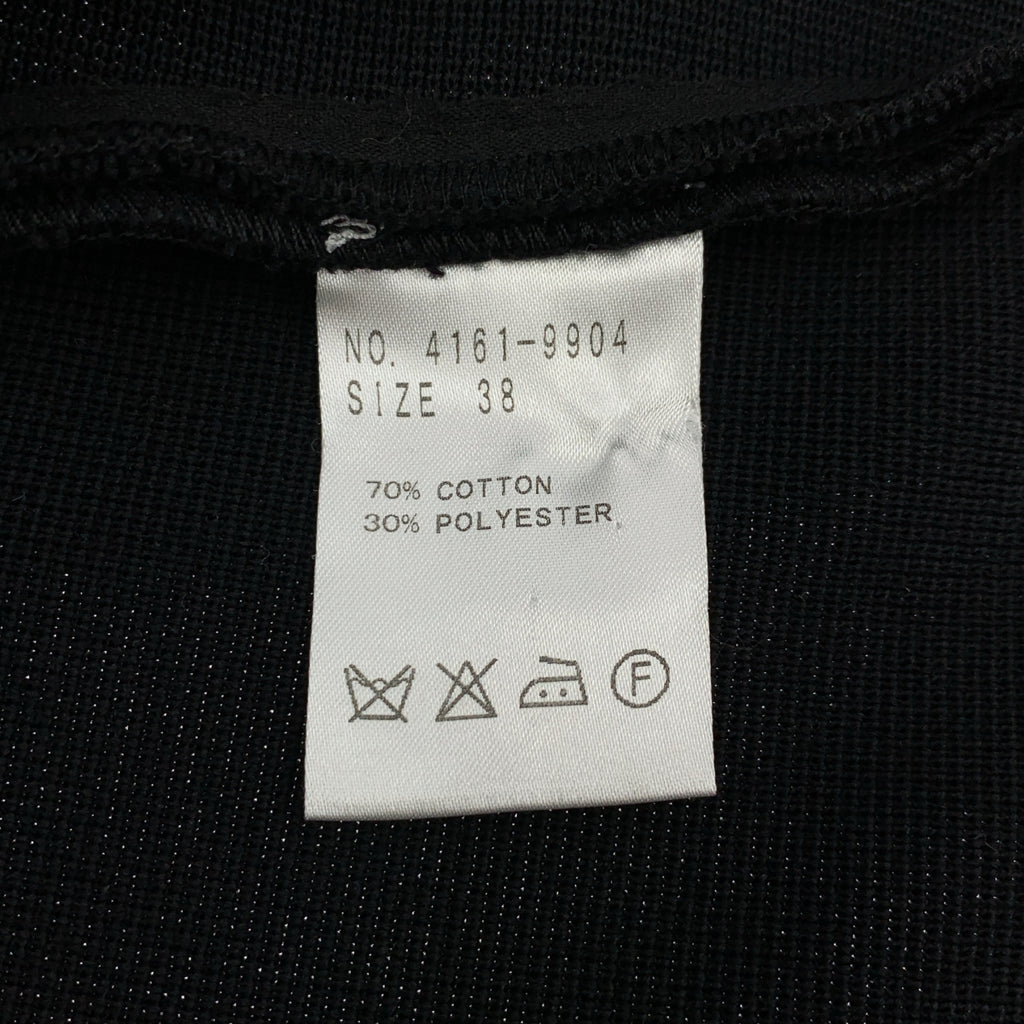 NO. 4161-9904
SIZE 38
70% COTTON
30% POLYESTER
F